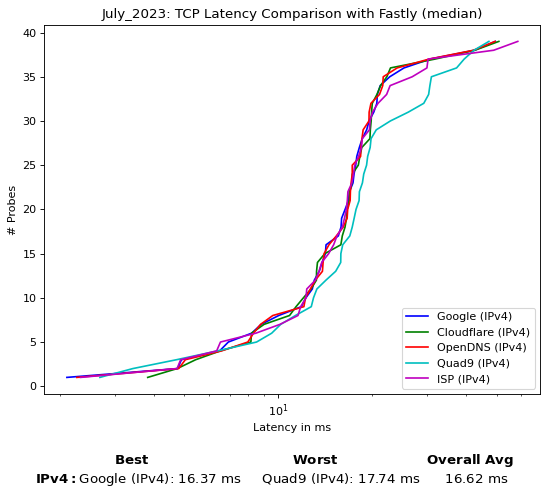 July_2023: TCP Latency Comparison with Fastly (median)
40
35
30
25
20
15
10
5
0
# Probes
Google (IPv4)
Cloudflare (IPv4)
OpenDNS (IPv4)
Quad9 (IPv4)
ISP (IPv4)
10^1
Latency in ms
Best Worst Overall Avg
IPv4: Google (IPv4): 16.37 ms Quad9 (IPv4): 17.74 ms 16.62 ms